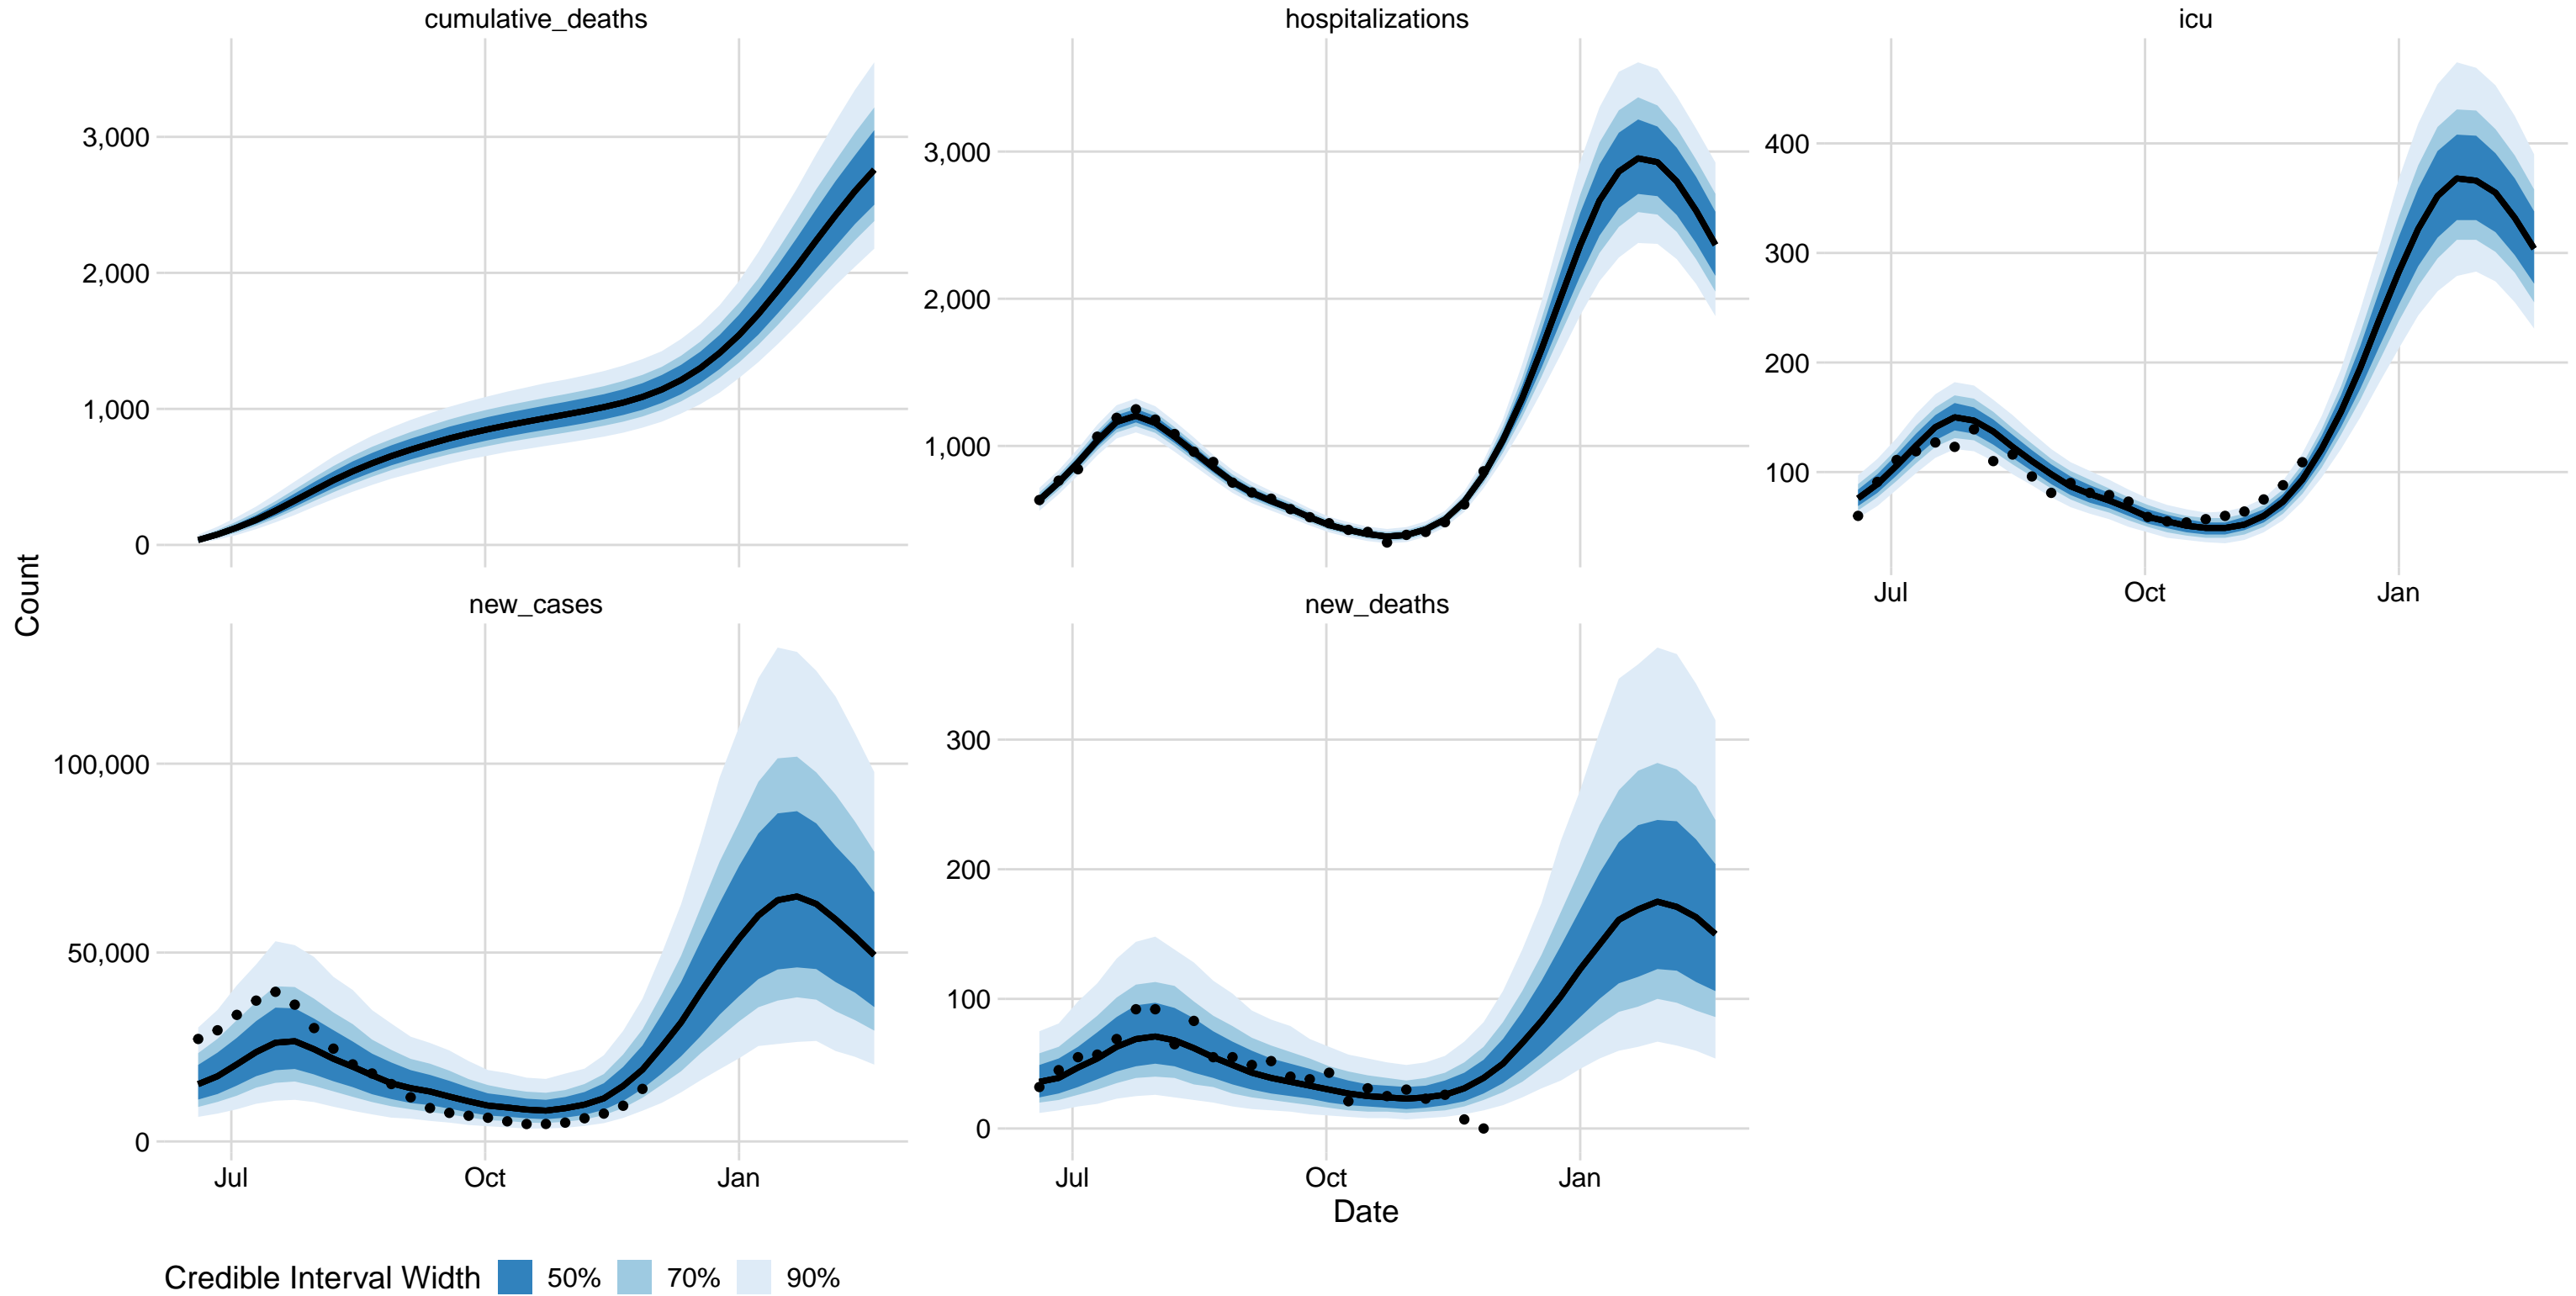 cumulative_deaths
hospitalizations
icu
3,000
2,000
1,000
0
3,000
2,000
1,000
400
300
200
100
Jul Oct Jan
Count
new_cases
new_deaths
100,000
50,000
0
300
200
100
0
Jul Oct Jan
Jul Oct Jan
Date
Credible Interval Width 50% 70% 90%